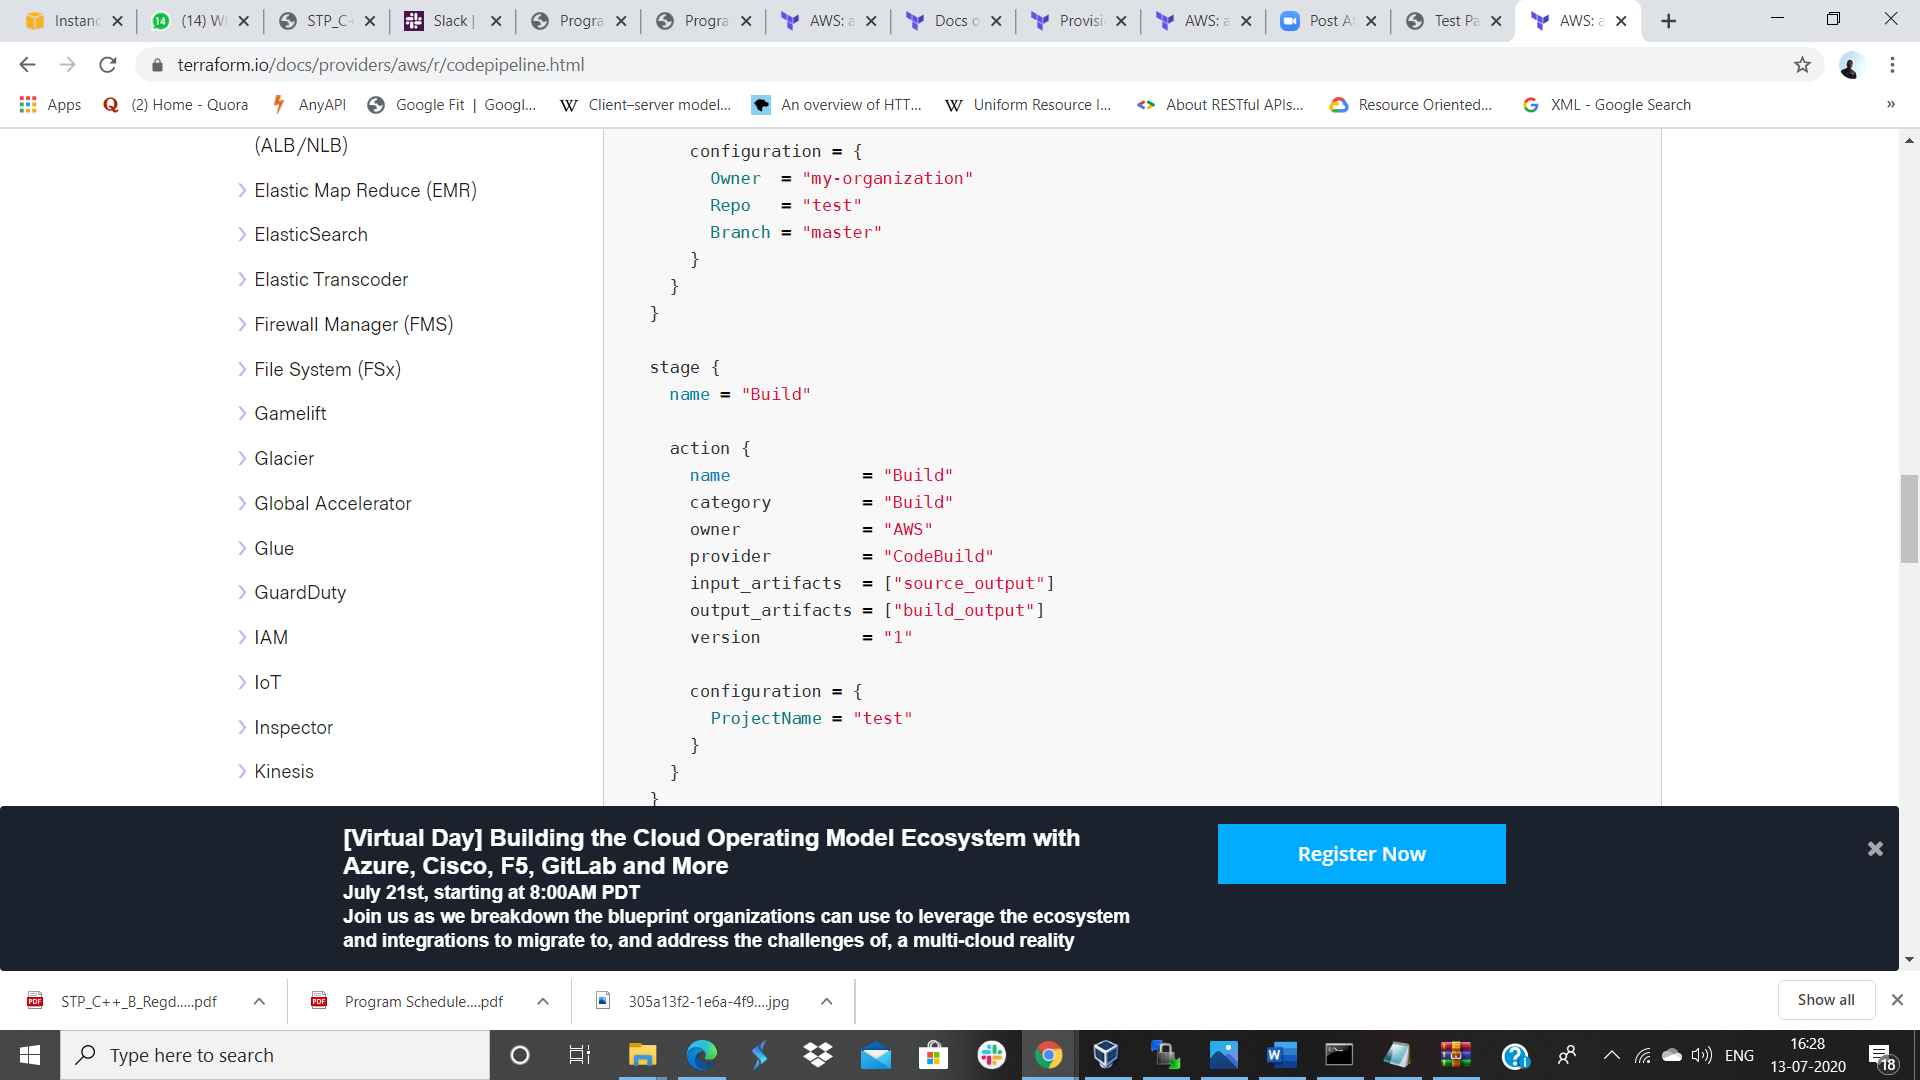 Instanc
(14) W
STP_C+
Slack |
Progra
Progra
AWS: a
Docs o
Provisi
AWS: a
Post At
Test Pa
AWS: a
terraform.io/docs/providers/aws/r/codepipeline.html
Apps
(2) Home - Quora
AnyAPI
Google Fit | Googl...
Client–server model...
An overview of HTT...
Uniform Resource I...
About RESTful APIs...
Resource Oriented...
XML - Google Search
»
(ALB/NLB)
Elastic Map Reduce (EMR)
ElasticSearch
Elastic Transcoder
Firewall Manager (FMS)
File System (FSx)
Gamelift
Glacier
Global Accelerator
Glue
GuardDuty
IAM
IoT
Inspector
Kinesis
configuration = {
Owner = "my-organization"
Repo = "test"
Branch = "master"
}
}
}
stage {
name = "Build"
action {
name = "Build"
category = "Build"
owner = "AWS"
provider = "CodeBuild"
input_artifacts = ["source_output"]
output_artifacts = ["build_output"]
version = "1"
configuration = {
ProjectName = "test"
}
}
}
[Virtual Day] Building the Cloud Operating Model Ecosystem with
Azure, Cisco, F5, GitLab and More
July 21st, starting at 8:00AM PDT
Join us as we breakdown the blueprint organizations can use to leverage the ecosystem
and integrations to migrate to, and address the challenges of, a multi-cloud reality
Register Now
STP_C++_B_Regd.....pdf
Program Schedule....pdf
305a13f2-1e6a-4f9....jpg
Show all
Type here to search
ENG
16:28
13-07-2020
18